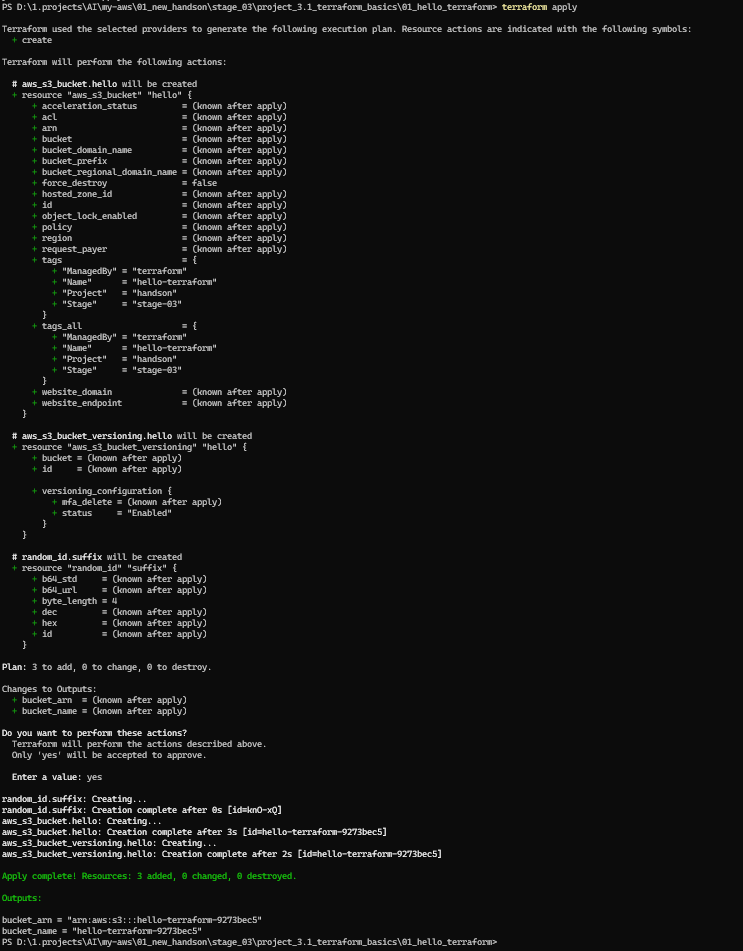 PS D:\1.projects\AI\my-aws\01_new_handson\stage_03\project_3.1_terraform_basics\01_hello_terraform> terraform apply
Terraform used the selected providers to generate the following execution plan. Resource actions are indicated with the following symbols:
  + create
Terraform will perform the following actions:
  # aws_s3_bucket.hello will be created
  + resource "aws_s3_bucket" "hello" {
      + acceleration_status         = (known after apply)
      + acl                         = (known after apply)
      + arn                         = (known after apply)
      + bucket                      = (known after apply)
      + bucket_domain_name          = (known after apply)
      + bucket_prefix               = (known after apply)
      + bucket_regional_domain_name = (known after apply)
      + force_destroy               = false
      + hosted_zone_id              = (known after apply)
      + id                          = (known after apply)
      + object_lock_enabled         = (known after apply)
      + policy                      = (known after apply)
      + region                      = (known after apply)
      + request_payer               = (known after apply)
      + tags                        = {
          + "ManagedBy" = "terraform"
          + "Name"      = "hello-terraform"
          + "Project"   = "handson"
          + "Stage"     = "stage-03"
        }
      + tags_all                    = {
          + "ManagedBy" = "terraform"
          + "Name"      = "hello-terraform"
          + "Project"   = "handson"
          + "Stage"     = "stage-03"
        }
      + website_domain              = (known after apply)
      + website_endpoint            = (known after apply)
    }
  # aws_s3_bucket_versioning.hello will be created
  + resource "aws_s3_bucket_versioning" "hello" {
      + bucket = (known after apply)
      + id     = (known after apply)
      + versioning_configuration {
          + mfa_delete = (known after apply)
          + status     = "Enabled"
        }
    }
  # random_id.suffix will be created
  + resource "random_id" "suffix" {
      + b64_std     = (known after apply)
      + b64_url     = (known after apply)
      + byte_length = 4
      + dec         = (known after apply)
      + hex         = (known after apply)
      + id          = (known after apply)
    }
Plan: 3 to add, 0 to change, 0 to destroy.
Changes to Outputs:
  + bucket_arn  = (known after apply)
  + bucket_name = (known after apply)
Do you want to perform these actions?
  Terraform will perform the actions described above.
  Only 'yes' will be accepted to approve.
  Enter a value: yes
random_id.suffix: Creating...
random_id.suffix: Creation complete after 0s [id=knO-xQ]
aws_s3_bucket.hello: Creating...
aws_s3_bucket.hello: Creation complete after 3s [id=hello-terraform-9273bec5]
aws_s3_bucket_versioning.hello: Creating...
aws_s3_bucket_versioning.hello: Creation complete after 2s [id=hello-terraform-9273bec5]
Apply complete! Resources: 3 added, 0 changed, 0 destroyed.
Outputs:
bucket_arn = "arn:aws:s3:::hello-terraform-9273bec5"
bucket_name = "hello-terraform-9273bec5"
PS D:\1.projects\AI\my-aws\01_new_handson\stage_03\project_3.1_terraform_basics\01_hello_terraform>